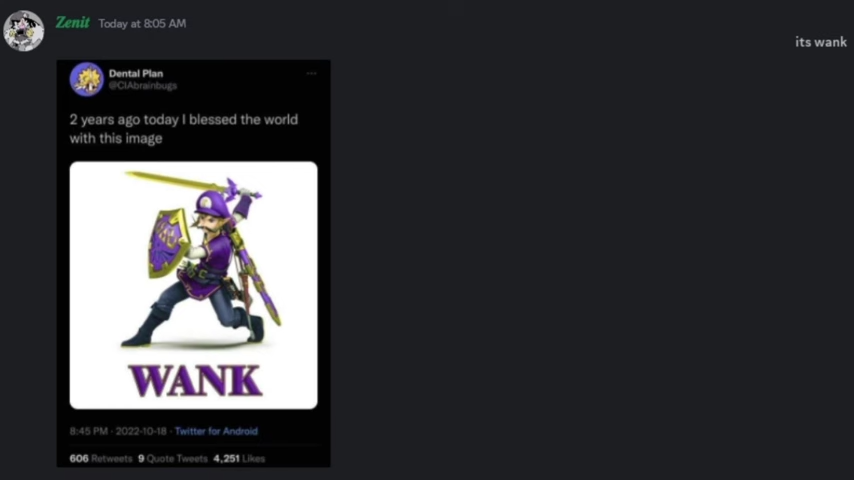 Zenit Today at 8:05 AM
its wank
Dental Plan
@CIAbrainbugs
2 years ago today I blessed the world
with this image
WANK
8:45 PM · 2022-10-18 · Twitter for Android
606 Retweets 9 Quote Tweets 4,251 Likes